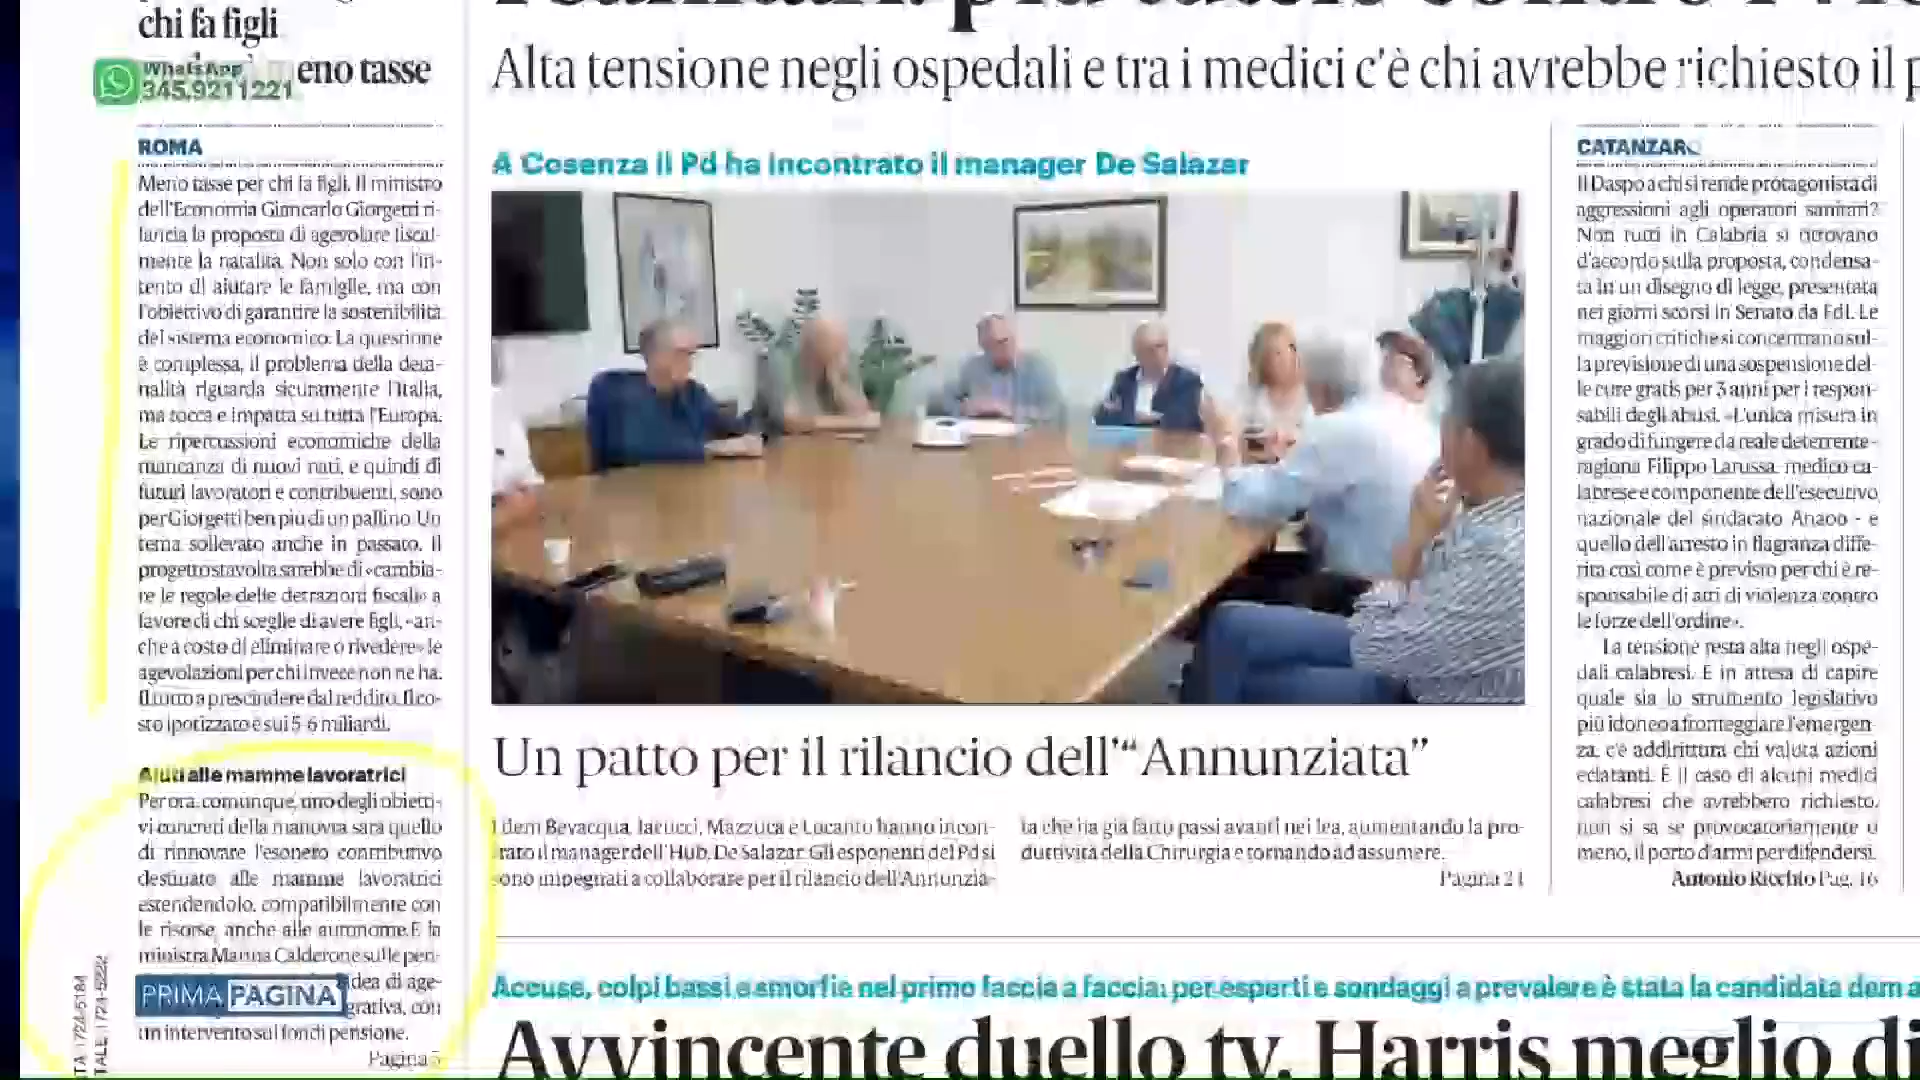 chi fa figli
eno tasse
WhatsApp
345.9211221
Alta tensione negli ospedali e tra i medici c'è chi avrebbe richiesto il p
ROMA
Meno tasse per chi fa figli. Il ministro
dell'Economia Giancarlo Giorgetti ri-
lancia la proposta di agevolare fiscal-
mente la natalità. Non solo con l'in-
tento di aiutare le famiglie, ma con
l'obiettivo di garantire la sostenibilità
del sistema economico. La questione
è complessa, il problema della dena-
talità riguarda sicuramente l'Italia,
ma tocca e impatta su tutta l'Europa.
Le ripercussioni economiche della
mancanza di nuovi nati, e quindi di
futuri lavoratori e contribuenti, sono
per Giorgetti ben più di un pallino. Un
tema sollevato anche in passato. Il
progetto stavolta sarebbe di «cambia-
re le regole delle detrazioni fiscali» a
favore di chi sceglie di avere figli, «an-
che a costo di eliminare o rivedere» le
agevolazioni per chi invece non ne ha.
Il tutto a prescindere dal reddito. Il co-
sto ipotizzato è sui 5-6 miliardi.
Aiuti alle mamme lavoratrici
Per ora, comunque, uno degli obietti-
vi concreti della manovra sarà quello
di rinnovare l'esonero contributivo
destinato alle mamme lavoratrici
estendendolo, compatibilmente con
le risorse, anche alle autonome. E la
ministra Marina Calderone sulle pen-
idea di age-
grativa, con
un intervento sui fondi pensione.
Pagina 5
PRIMA PAGINA
A Cosenza il Pd ha incontrato il manager De Salazar
Un patto per il rilancio dell'“Annunziata”
I dem Bevacqua, Iacucci, Mazzuca e Locanto hanno incon-
trato il manager dell'Hub, De Salazar. Gli esponenti del Pd si
sono impegnati a collaborare per il rilancio dell'Annunzia-
ta che ha già fatto passi avanti nei lea, aumentando la pro-
duttività della Chirurgia e tornando ad assumere.
Pagina 21
CATANZARO
Il Daspo a chi si rende protagonista di
aggressioni agli operatori sanitari?
Non tutti in Calabria si ritrovano
d'accordo sulla proposta, condensa-
ta in un disegno di legge, presentata
nei giorni scorsi in Senato da FdI. Le
maggiori critiche si concentrano sul-
la previsione di una sospensione del-
le cure gratis per 3 anni per i respon-
sabili degli abusi. «L'unica misura in
grado di fungere da reale deterrente -
ragiona Filippo Larussa, medico ca-
labrese e componente dell'esecutivo
nazionale del sindacato Anaoo - e
quello dell'arresto in flagranza diffe-
rita così come è previsto per chi è re-
sponsabile di atti di violenza contro
le forze dell'ordine».
La tensione resta alta negli ospe-
dali calabresi. E in attesa di capire
quale sia lo strumento legislativo
più idoneo a fronteggiare l'emergen-
za, c'è addirittura chi valuta azioni
eclatanti. È il caso di alcuni medici
calabresi che avrebbero richiesto,
non si sa se provocatoriamente o
meno, il porto d'armi per difendersi.
Antonio Ricchio Pag. 16
Accuse, colpi bassi e smorfie nel primo faccia a faccia: per esperti e sondaggi a prevalere è stata la candidata dem a
Avvincente duello tv, Harris meglio di